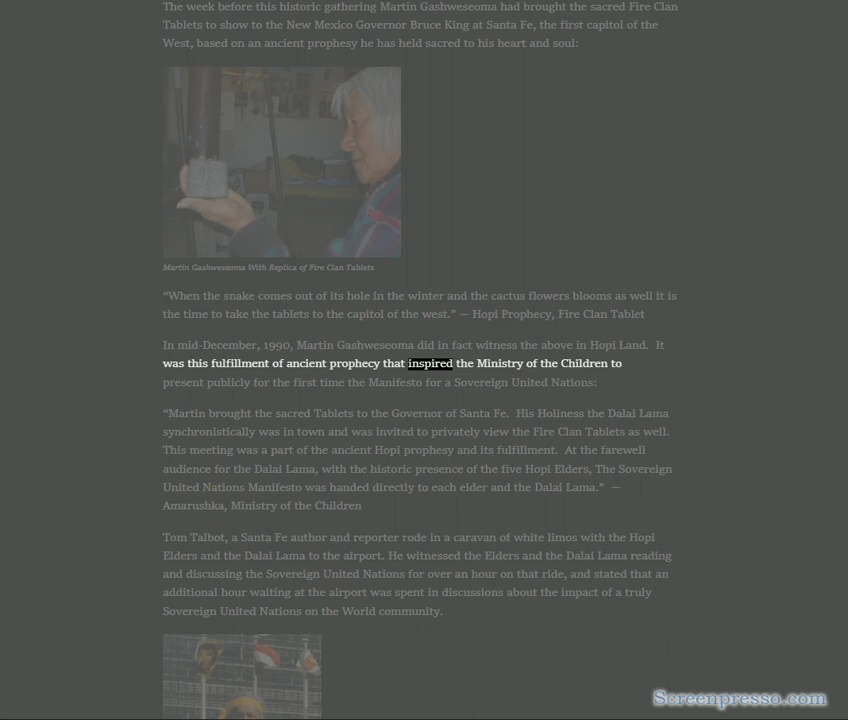 The week before this historic gathering Martin Gashweseoma had brought the sacred Fire Clan
Tablets to show to the New Mexico Governor Bruce King at Santa Fe, the first capitol of the
West, based on an ancient prophesy he has held sacred to his heart and soul:
Martin Gashweseoma With Replica of Fire Clan Tablets
“When the snake comes out of its hole in the winter and the cactus flowers blooms as well it is
the time to take the tablets to the capitol of the west.” — Hopi Prophecy, Fire Clan Tablet
In mid-December, 1990, Martin Gashweseoma did in fact witness the above in Hopi Land. It
was this fulfillment of ancient prophecy that inspired the Ministry of the Children to
present publicly for the first time the Manifesto for a Sovereign United Nations:
“Martin brought the sacred Tablets to the Governor of Santa Fe. His Holiness the Dalai Lama
synchronistically was in town and was invited to privately view the Fire Clan Tablets as well.
This meeting was a part of the ancient Hopi prophesy and its fulfillment. At the farewell
audience for the Dalai Lama, with the historic presence of the five Hopi Elders, The Sovereign
United Nations Manifesto was handed directly to each elder and the Dalai Lama.” —
Amarushka, Ministry of the Children
Tom Talbot, a Santa Fe author and reporter rode in a caravan of white limos with the Hopi
Elders and the Dalai Lama to the airport. He witnessed the Elders and the Dalai Lama reading
and discussing the Sovereign United Nations for over an hour on that ride, and stated that an
additional hour waiting at the airport was spent in discussions about the impact of a truly
Sovereign United Nations on the World community.
Screenpresso.com